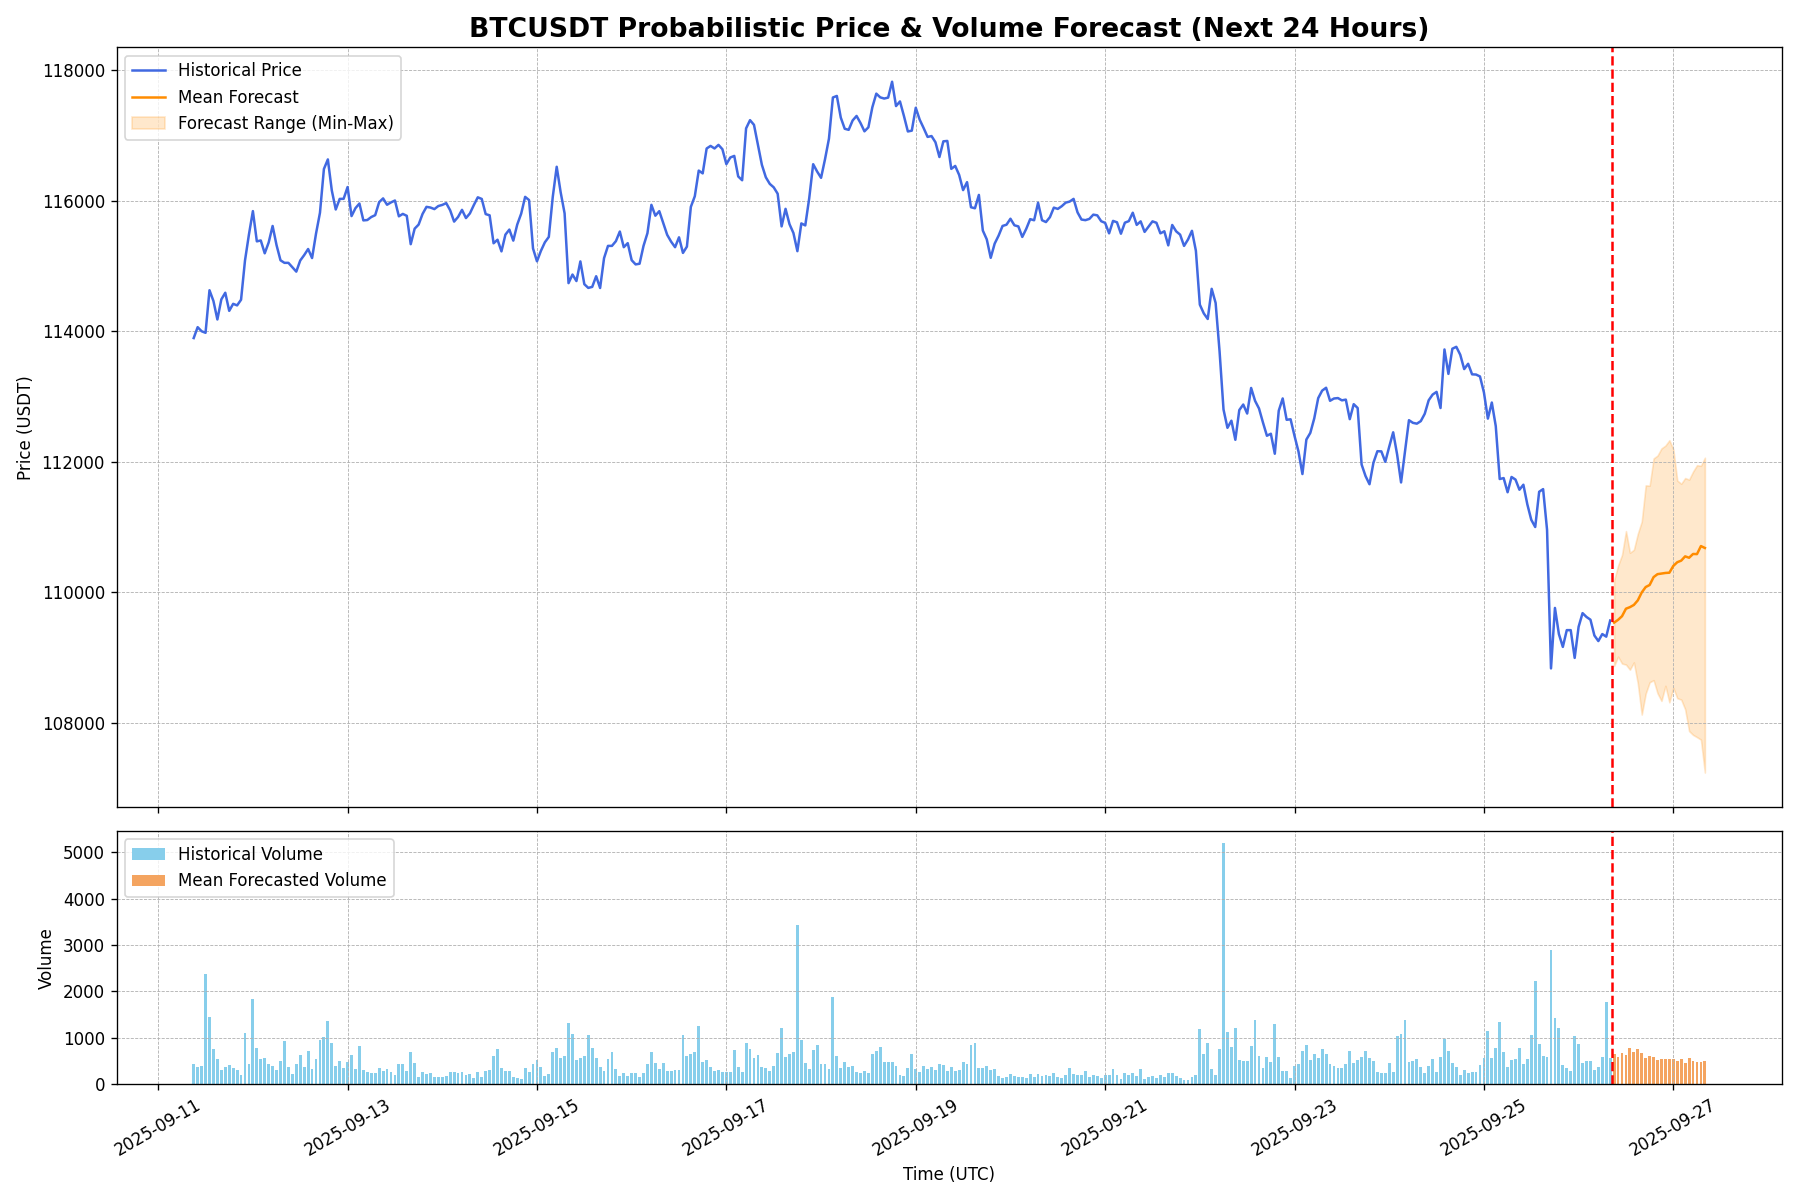 BTCUSDT Probabilistic Price & Volume Forecast (Next 24 Hours)
Historical Price
Mean Forecast
Forecast Range (Min-Max)
118000
116000
114000
112000
110000
108000
Price (USDT)
Historical Volume
Mean Forecasted Volume
5000
4000
3000
2000
1000
0
Volume
2025-09-11
2025-09-13
2025-09-15
2025-09-17
2025-09-19
2025-09-21
2025-09-23
2025-09-25
2025-09-27
Time (UTC)